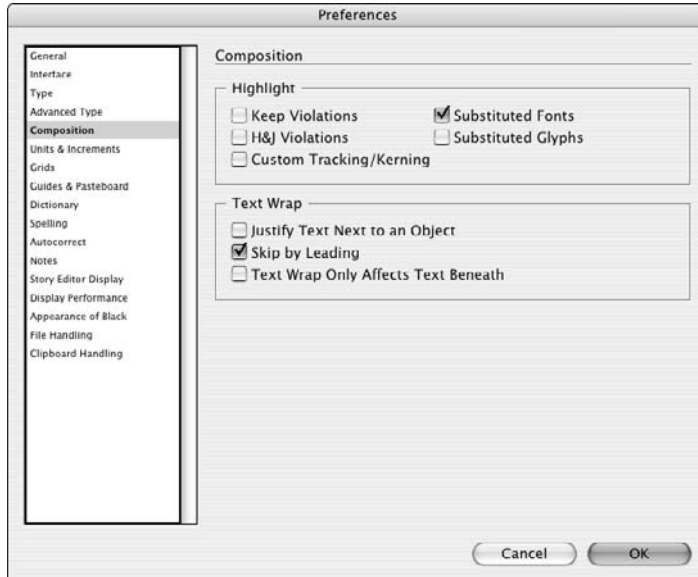 Preferences
General
Interface
Type
Advanced Type
Composition
Units & Increments
Grids
Guides & Pasteboard
Dictionary
Spelling
Autocorrect
Notes
Story Editor Display
Display Performance
Appearance of Black
File Handling
Clipboard Handling
Composition
Highlight
Keep Violations Substituted Fonts
H&J Violations Substituted Glyphs
Custom Tracking/Kerning
Text Wrap
Justify Text Next to an Object
Skip by Leading
Text Wrap Only Affects Text Beneath
Cancel OK